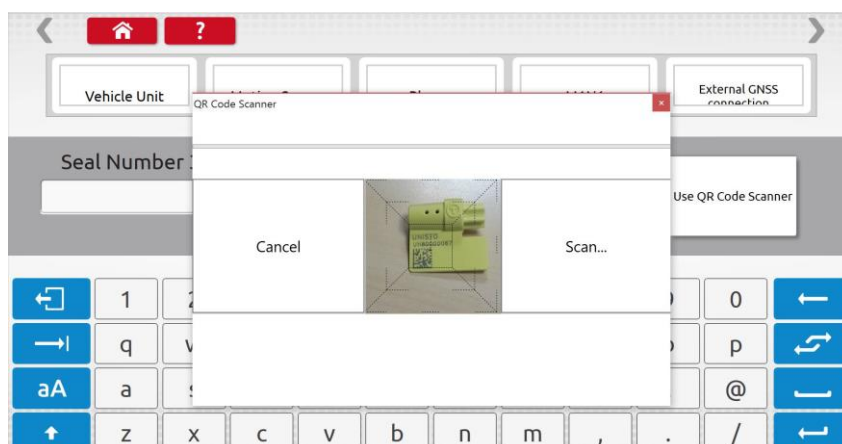 ?
Vehicle Unit
External GNSS
connection
QR Code Scanner
×
Seal Number
Use QR Code Scanner
Cancel
Scan...
UNISEO
1
0
q
p
aA
a
@
z
x
c
v
b
n
m
,
.
/